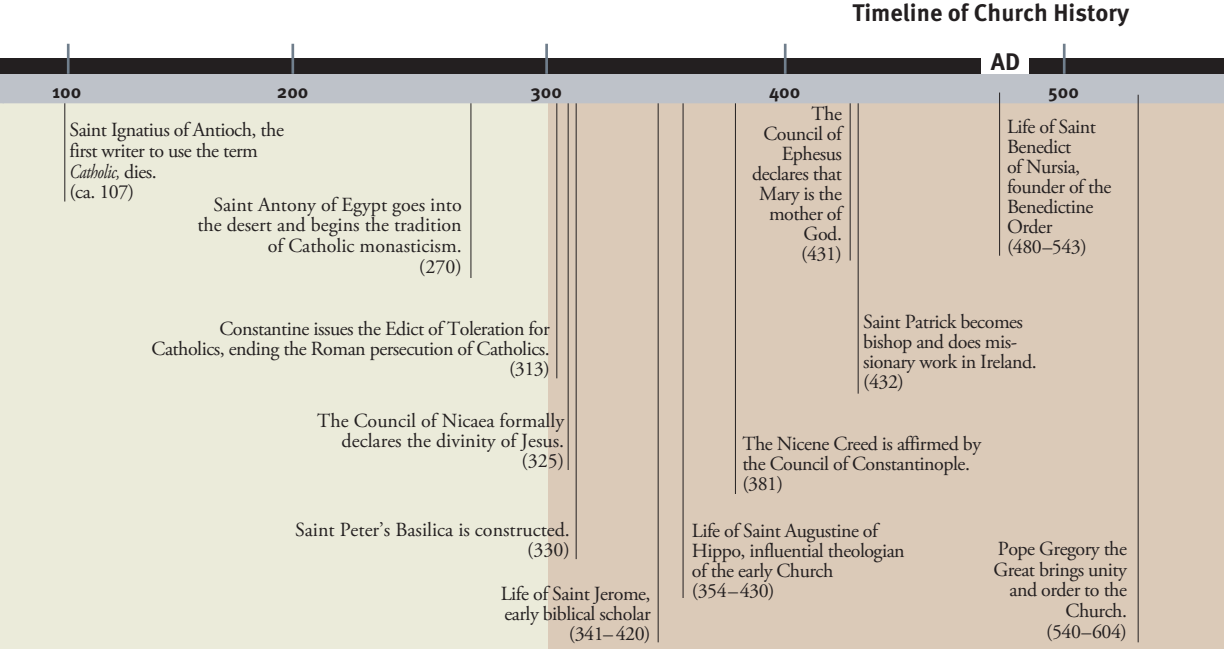 Timeline of Church History
AD
100 200 300 400 500
Saint Ignatius of Antioch, the
first writer to use the term
Catholic, dies.
(ca. 107)
Saint Antony of Egypt goes into
the desert and begins the tradition
of Catholic monasticism.
(270)
Constantine issues the Edict of Toleration for
Catholics, ending the Roman persecution of Catholics.
(313)
The Council of Nicaea formally
declares the divinity of Jesus.
(325)
Saint Peter's Basilica is constructed.
(330)
Life of Saint Jerome,
early biblical scholar
(341–420)
Life of Saint Augustine of
Hippo, influential theologian
of the early Church
(354–430)
The Nicene Creed is affirmed by
the Council of Constantinople.
(381)
The
Council of
Ephesus
declares that
Mary is the
mother of
God.
(431)
Saint Patrick becomes
bishop and does mis-
sionary work in Ireland.
(432)
Life of Saint
Benedict
of Nursia,
founder of the
Benedictine
Order
(480–543)
Pope Gregory the
Great brings unity
and order to the
Church.
(540–604)